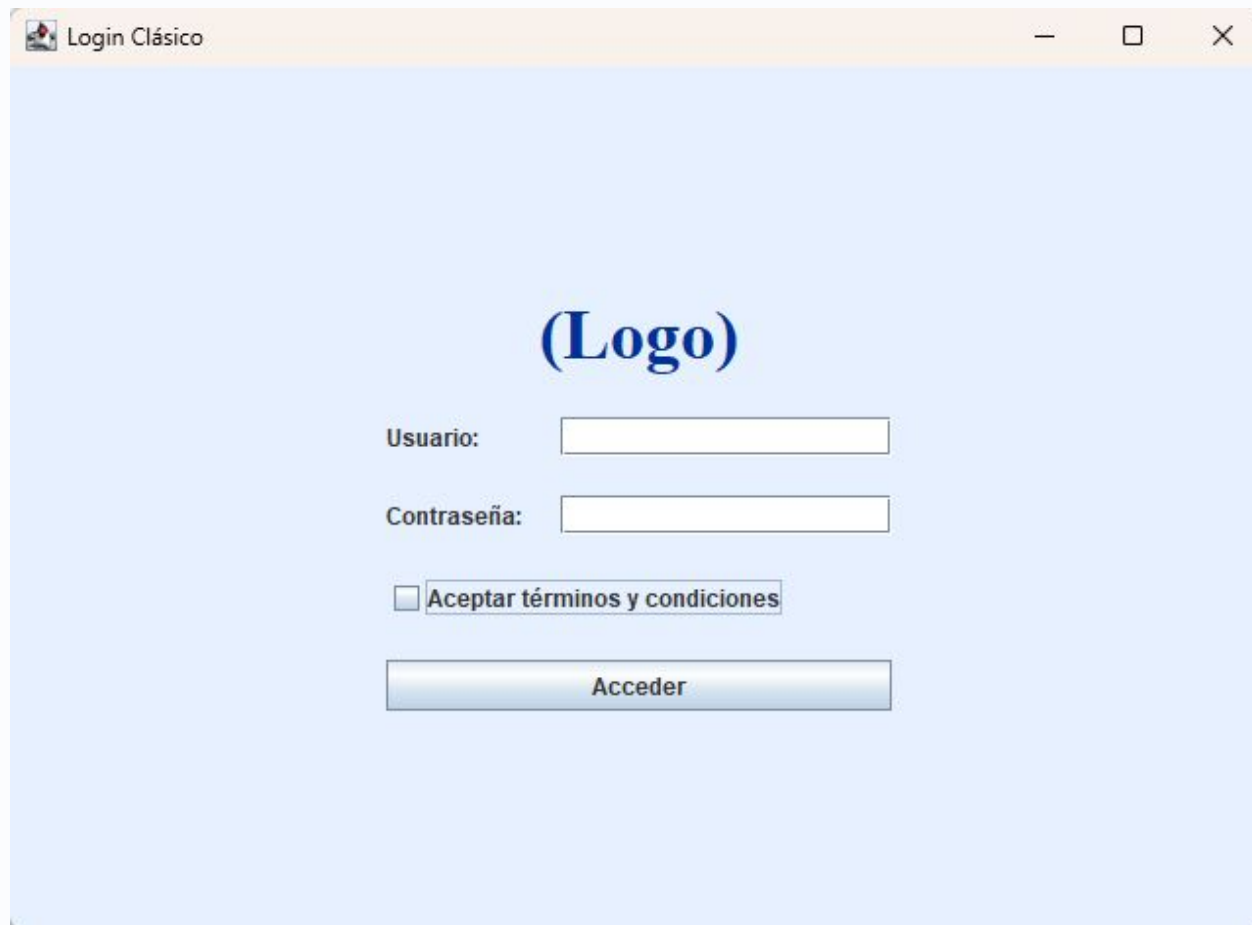 Login Clásico
(Logo)
Usuario:
Contraseña:
Aceptar términos y condiciones
Acceder